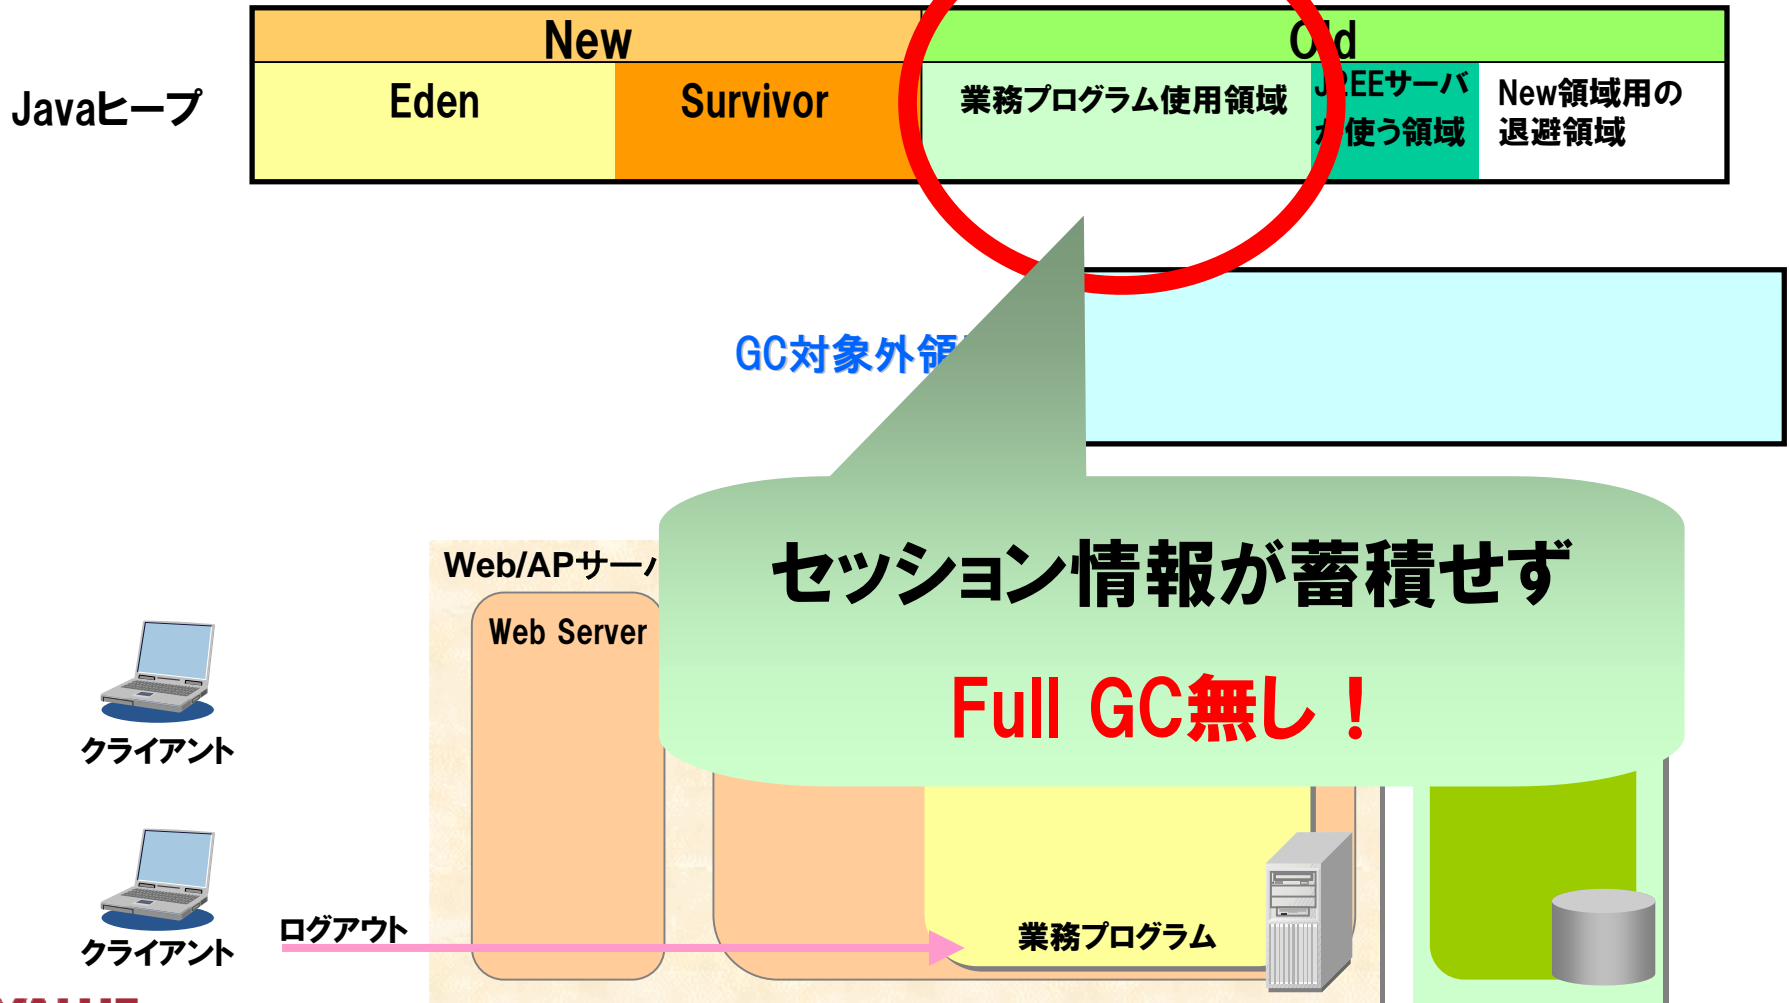 New
Old
Javaヒープ
Eden
Survivor
業務プログラム使用領域
J2EEサーバ
が使う領域
New領域用の
退避領域
GC対象外領
セッション情報が蓄積せず
Full GC無し！
Web/APサーバ
Web Server
クライアント
クライアント
ログアウト
業務プログラム